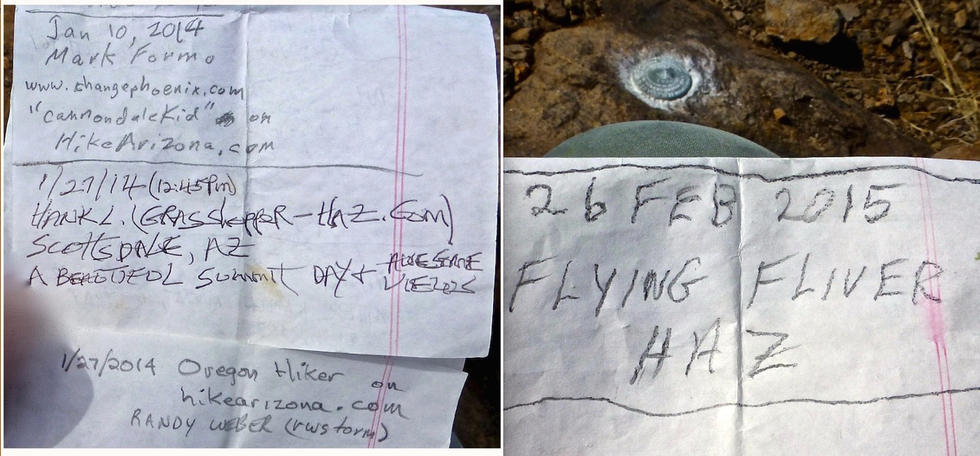 Jan 10, 2014
Mark Formo
www.shangephoenix.com
"cannondaleKid" on
HikeArizona.com
1/27/14 (12:45pm)
HANK L. (GRASSHOPPER-HAZ.COM)
SCOTTSDALE, AZ
A BEAUTIFUL SUMMIT DAY + AWESOME
VIEWS
1/27/2014 Oregon Hiker on
hikearizona.com
RANDY WEBER (rwstorm)
26 FEB 2015
FLYING FLIVER
HAZ